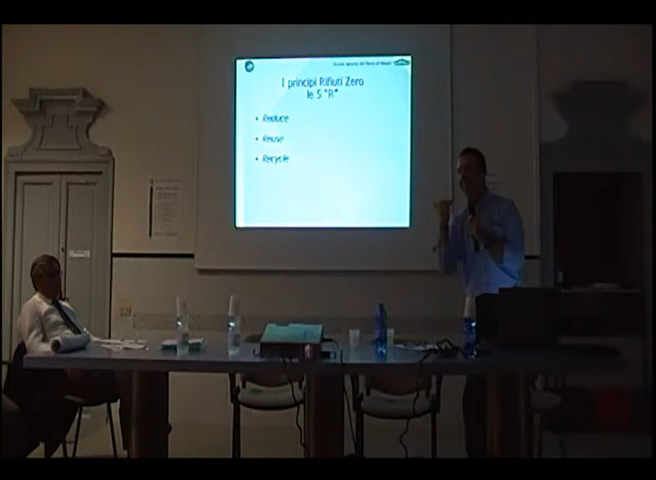 I principi Rifiuti Zero
le 5 "R"
• Reduce
• Reuse
• Recycle